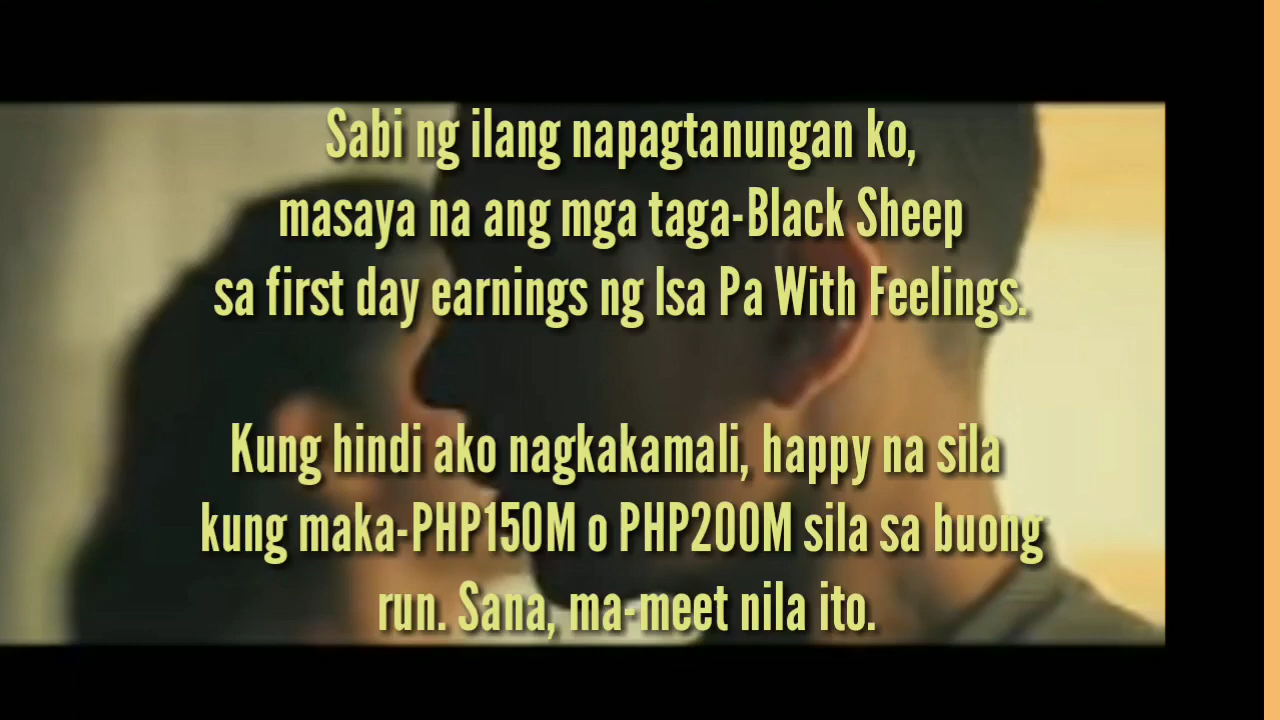 Sabi ng ilang napagtanungan ko,
masaya na ang mga taga-Black Sheep
sa first day earnings ng Isa Pa With Feelings.
Kung hindi ako nagkakamali, happy na sila
kung maka-PHP150M o PHP200M sila sa buong
run. Sana, ma-meet nila ito.